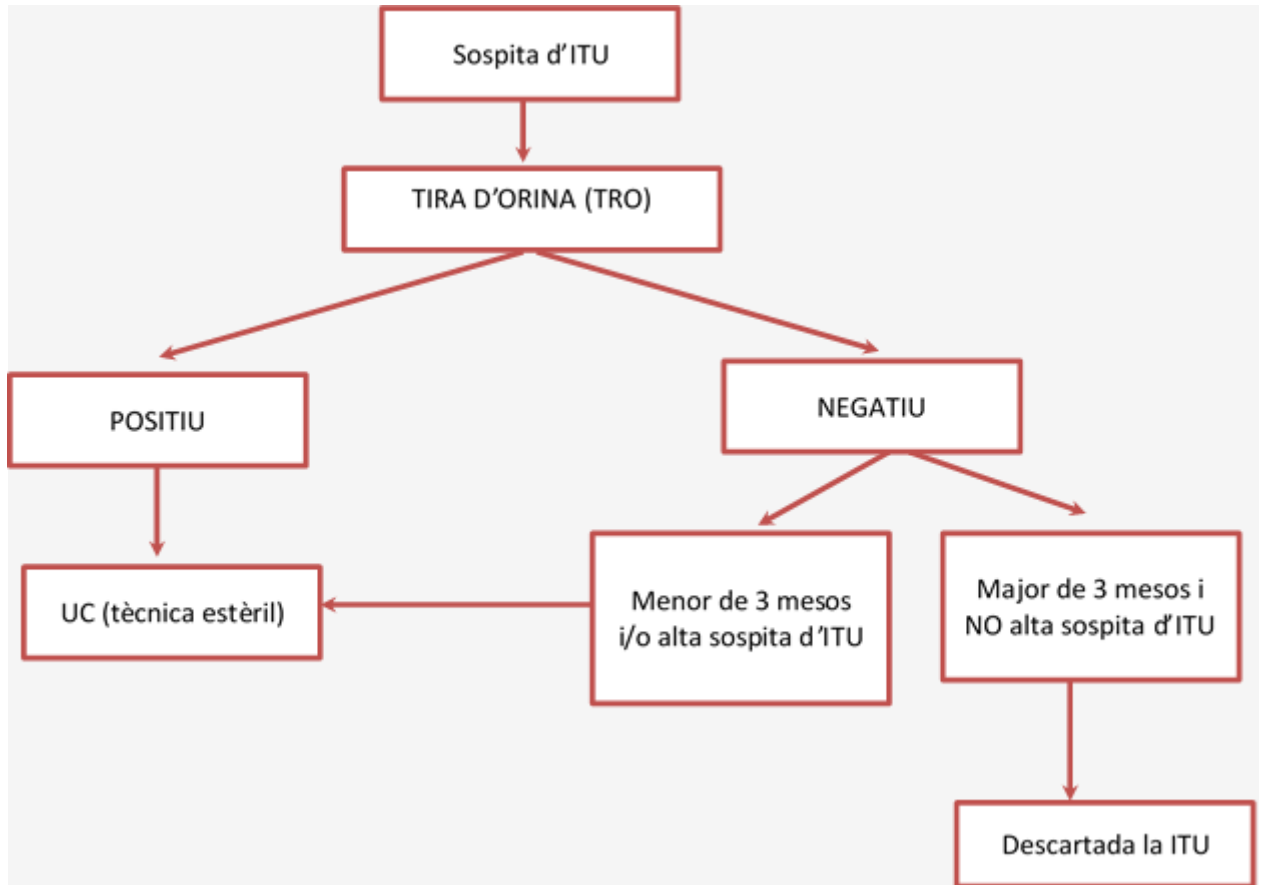 Sospita d'ITU
TIRA D'ORINA (TRO)
POSITIU
NEGATIU
UC (tècnica estèril)
Menor de 3 mesos
i/o alta sospita d'ITU
Major de 3 mesos i
NO alta sospita d'ITU
Descartada la ITU